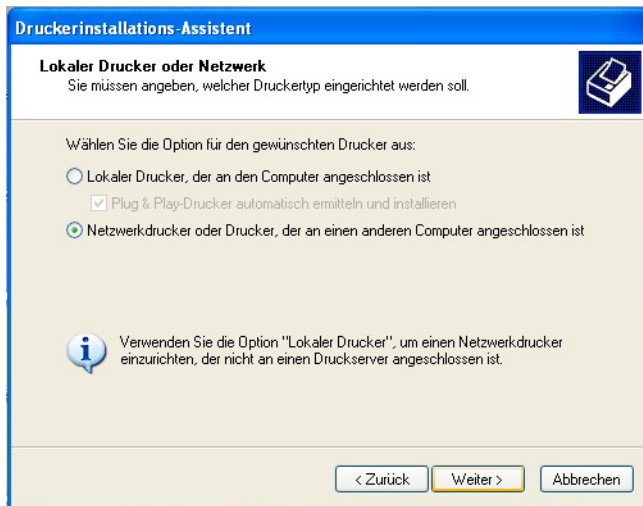 Druckerinstallations-Assistent
Lokaler Drucker oder Netzwerk
Sie müssen angeben, welcher Druckertyp eingerichtet werden soll.
Wählen Sie die Option für den gewünschten Drucker aus:
Lokaler Drucker, der an den Computer angeschlossen ist
Plug & Play-Drucker automatisch ermitteln und installieren
Netzwerkdrucker oder Drucker, der an einen anderen Computer angeschlossen ist
Verwenden Sie die Option "Lokaler Drucker", um einen Netzwerkdrucker
einzurichten, der nicht an einen Druckserver angeschlossen ist.
< Zurück Weiter > Abbrechen